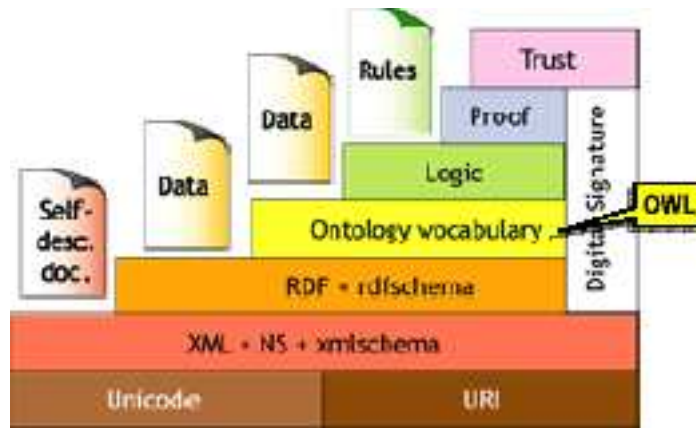 Rules
Trust
Data
Proof
Data
Logic
Self-
desc.
doc.
Ontology vocabulary
OWL
Digital Signature
RDF + rdfschema
XML + NS + xmlschema
Unicode
URI